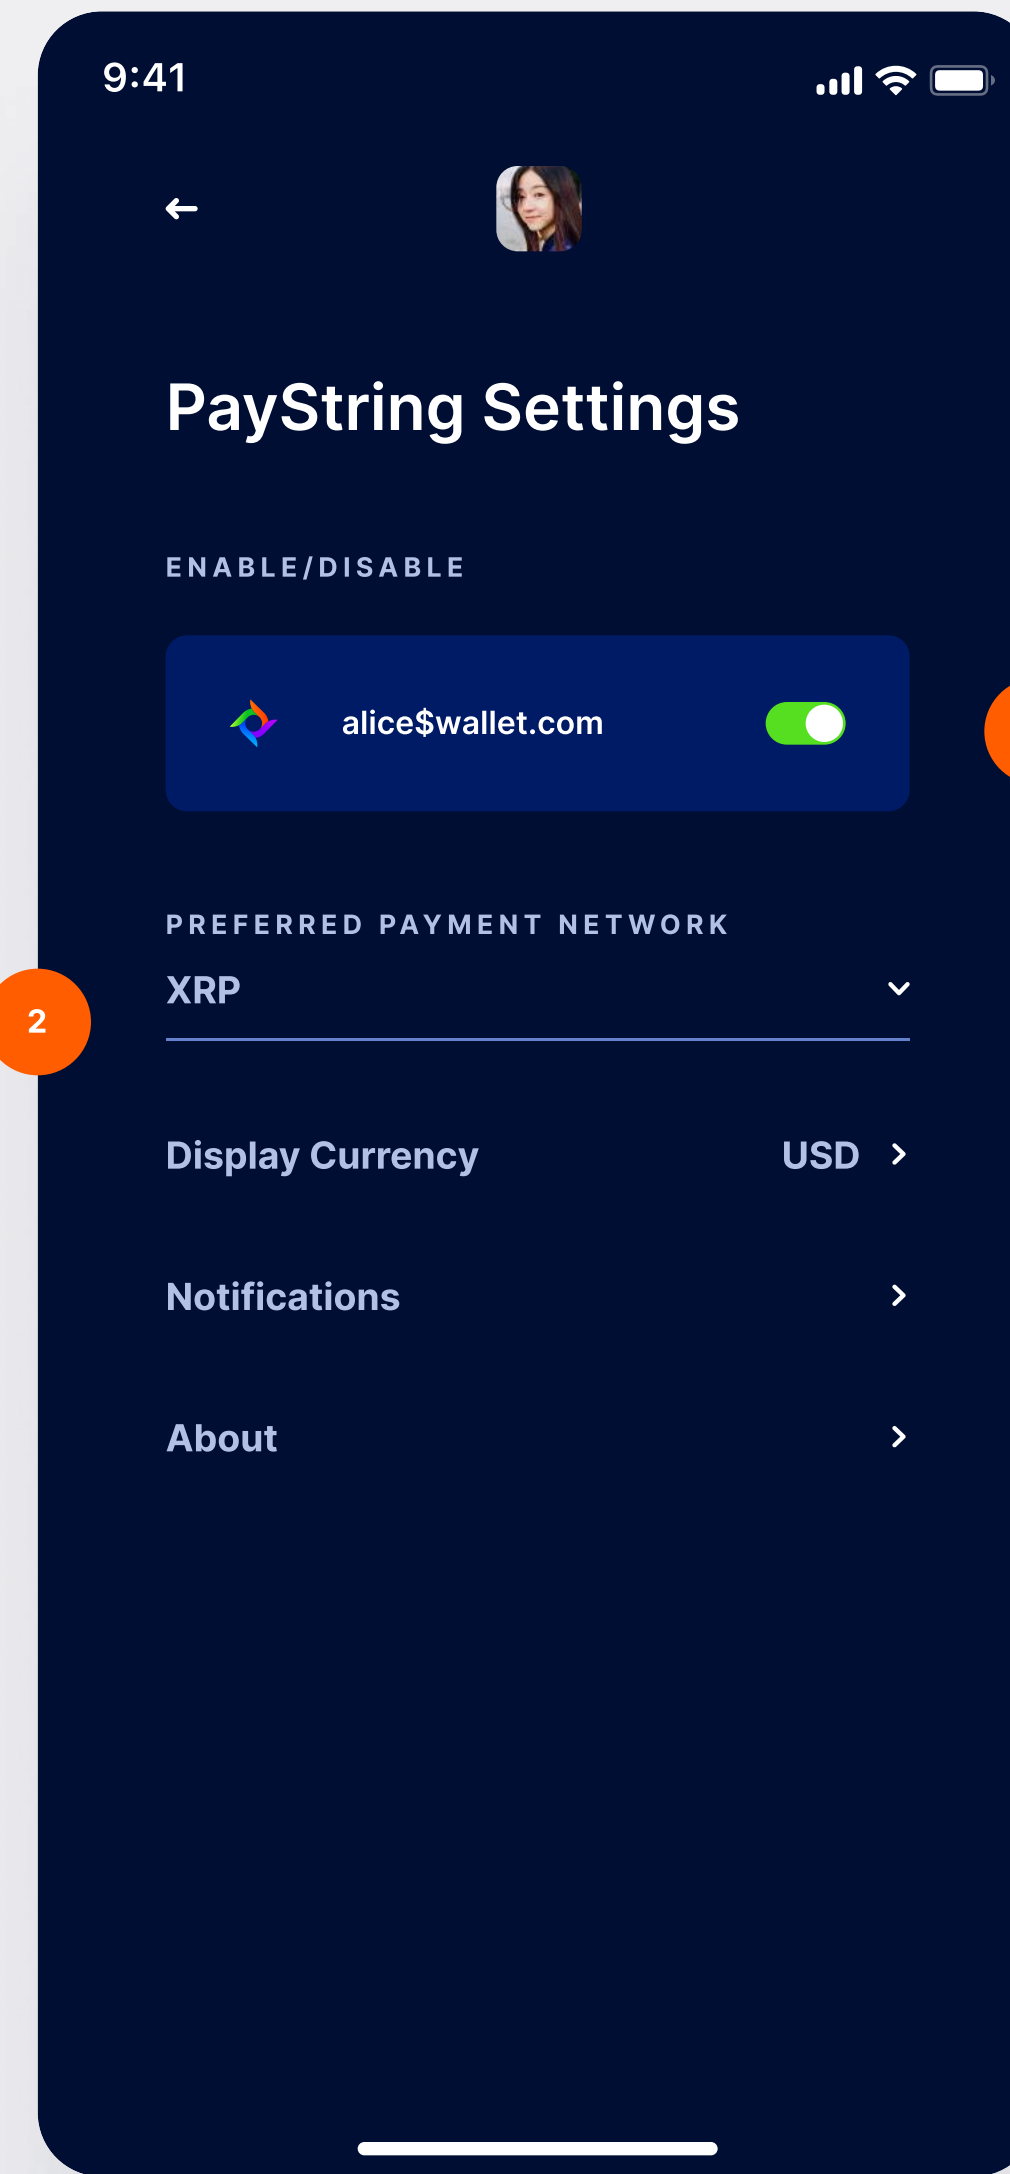 9:41
PayString Settings
ENABLE/DISABLE
alice$wallet.com
PREFERRED PAYMENT NETWORK
XRP
2
Display Currency USD
Notifications
About